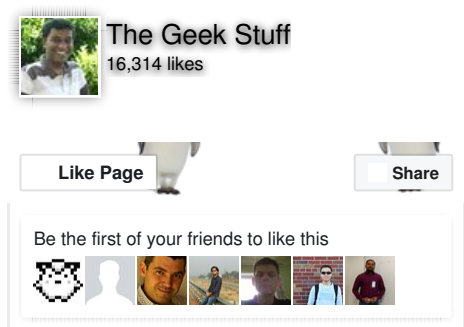 The Geek Stuff
16,314 likes
Like Page
Share
Be the first of your friends to like this